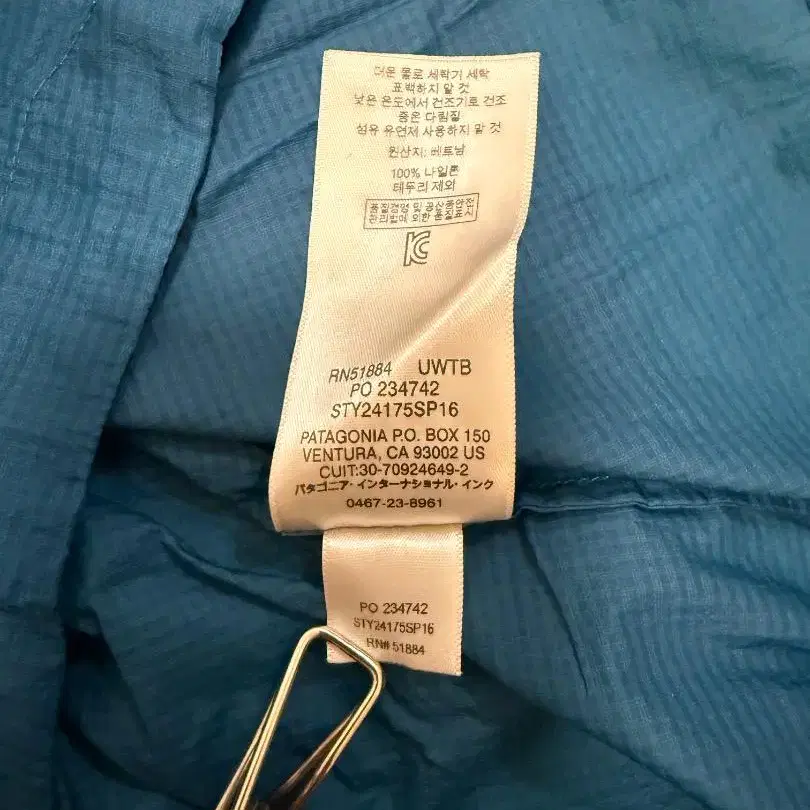 더운 물로 세탁기 세탁
표백하지 말 것
낮은 온도에서 건조기로 건조
중온 다림질
섬유 유연제 사용하지 말 것
원산지: 베트남
100% 나일론
테두리 제외
품질경영 및 공산품안전
관리법에 의한 품질표시
RN51884 UWTB
PO 234742
STY24175SP16
PATAGONIA P.O. BOX 150
VENTURA, CA 93002 US
CUIT:30-70924649-2
パタゴニア・インターナショナル・インク
0467-23-8961
PO 234742
STY24175SP16
RN# 51884